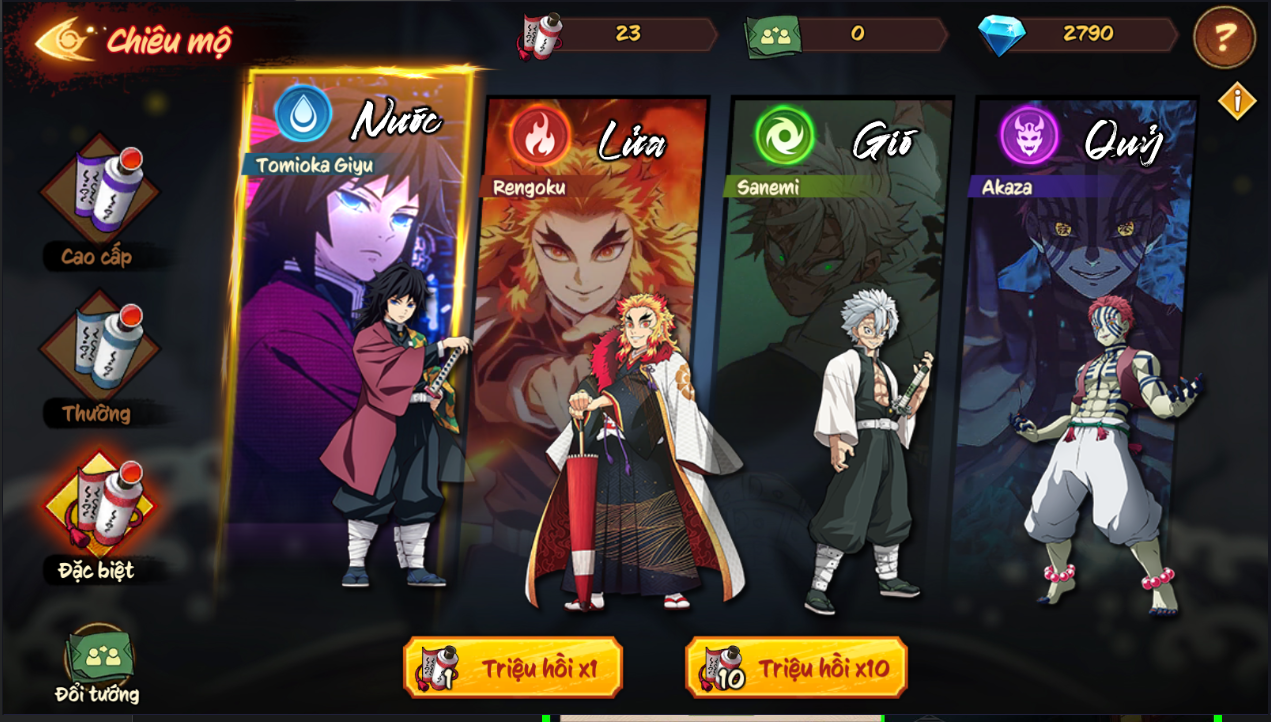 Chiêu mộ
23
0
2790
?
i
Nước
Tomioka Giyu
Lửa
Rengoku
Gió
Sanemi
Quỷ
Akaza
Cao cấp
Thường
Đặc biệt
Đổi tướng
1
Triệu hồi x1
10
Triệu hồi x10